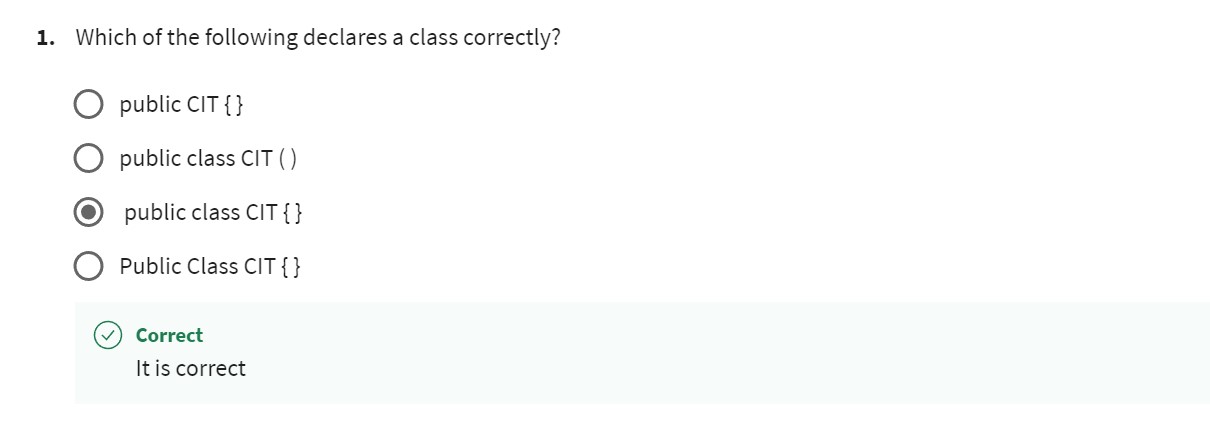 1. Which of the following declares a class correctly?
public CIT { }
public class CIT ( )
public class CIT { }
Public Class CIT { }
Correct
It is correct